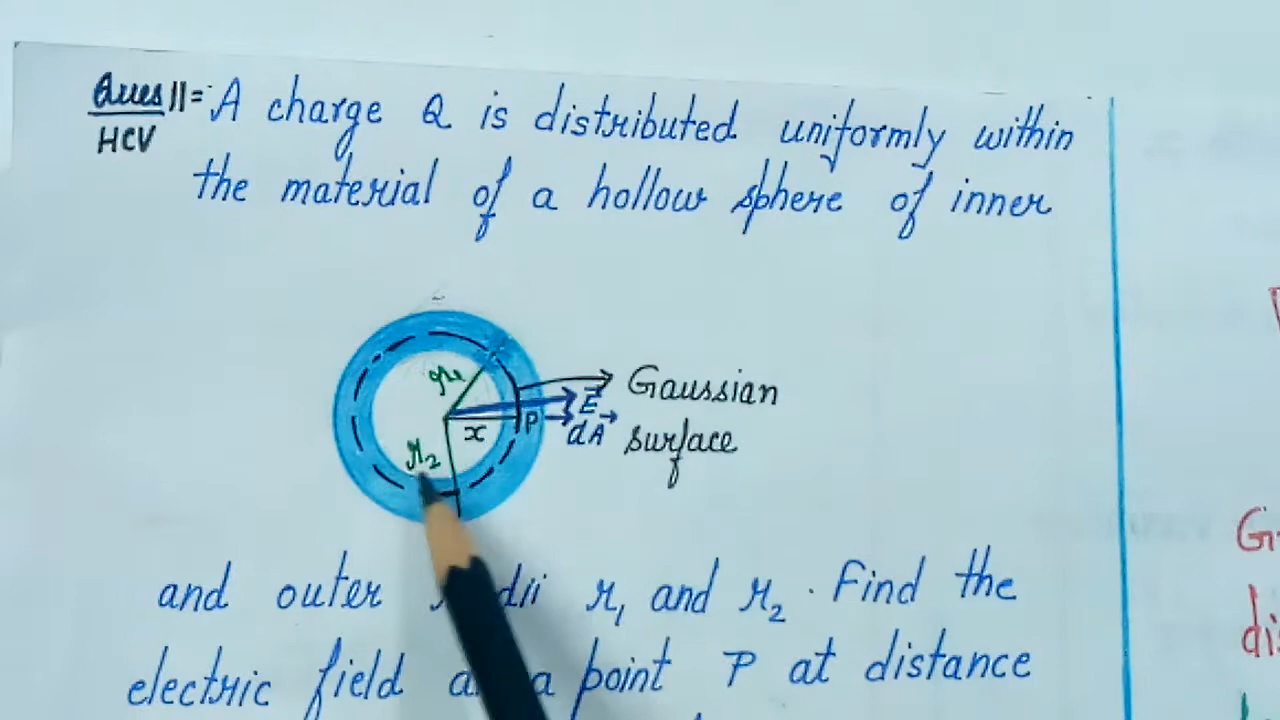 Ques 11 = A charge Q is distributed uniformly within
HCV
the material of a hollow sphere of inner
r₁
Gaussian
E
P
x
dA
surface
r₂
and outer dii r₁ and r₂. Find the
electric field a point P at distance
G
di